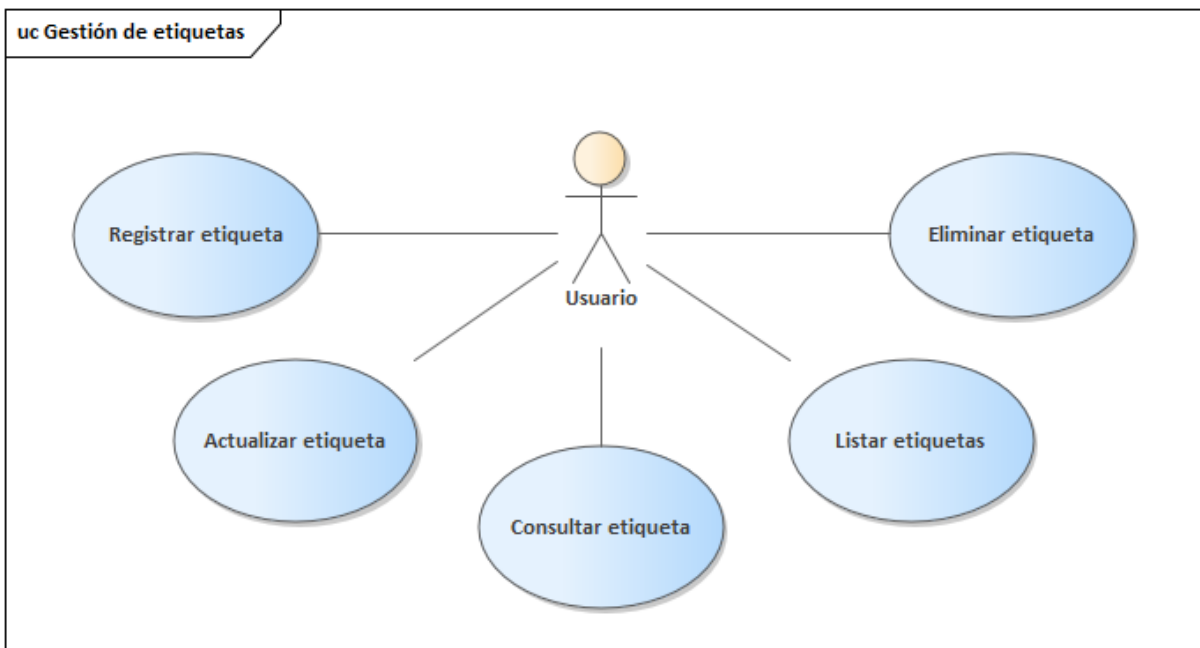 uc Gestión de etiquetas
Registrar etiqueta
Usuario
Eliminar etiqueta
Actualizar etiqueta
Consultar etiqueta
Listar etiquetas